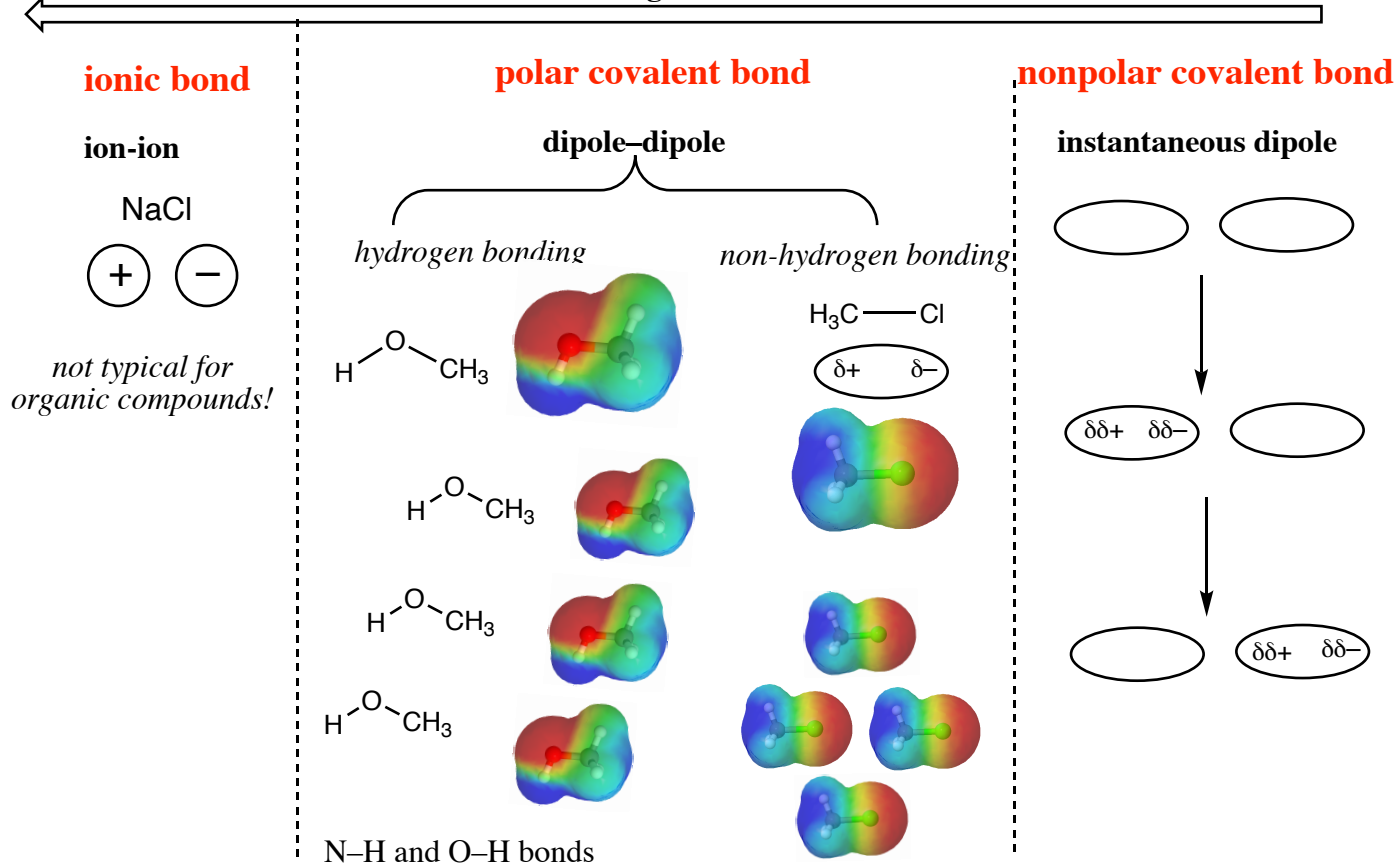 ionic bond
polar covalent bond
nonpolar covalent bond
ion-ion
dipole–dipole
instantaneous dipole
NaCl
+ −
not typical for
organic compounds!
hydrogen bonding
non-hydrogen bonding
H O CH3
H3C Cl
δ+ δ−
H O CH3
H O CH3
H O CH3
N–H and O–H bonds
δδ+ δδ−
δδ+ δδ−